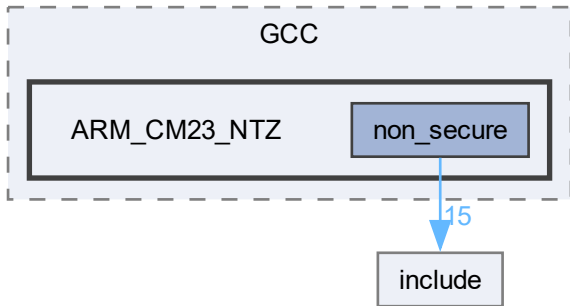 GCC
ARM_CM23_NTZ
non_secure
15
include